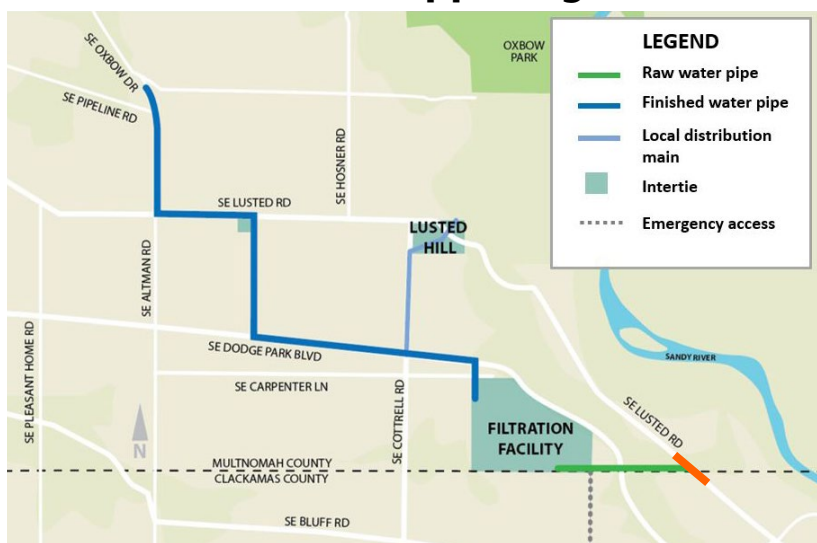 OXBOW
PARK
LEGEND
Raw water pipe
Finished water pipe
Local distribution
main
Intertie
Emergency access
SE OXBOW DR
SE PIPELINE RD
SE HOSNER RD
SE LUSTED RD
LUSTED
HILL
SE ALTMAN RD
SE DODGE PARK BLVD
SE PLEASANT HOME RD
SE CARPENTER LN
SE COTTRELL RD
SANDY RIVER
SE LUSTED RD
FILTRATION
FACILITY
N
MULTNOMAH COUNTY
CLACKAMAS COUNTY
SE BLUFF RD